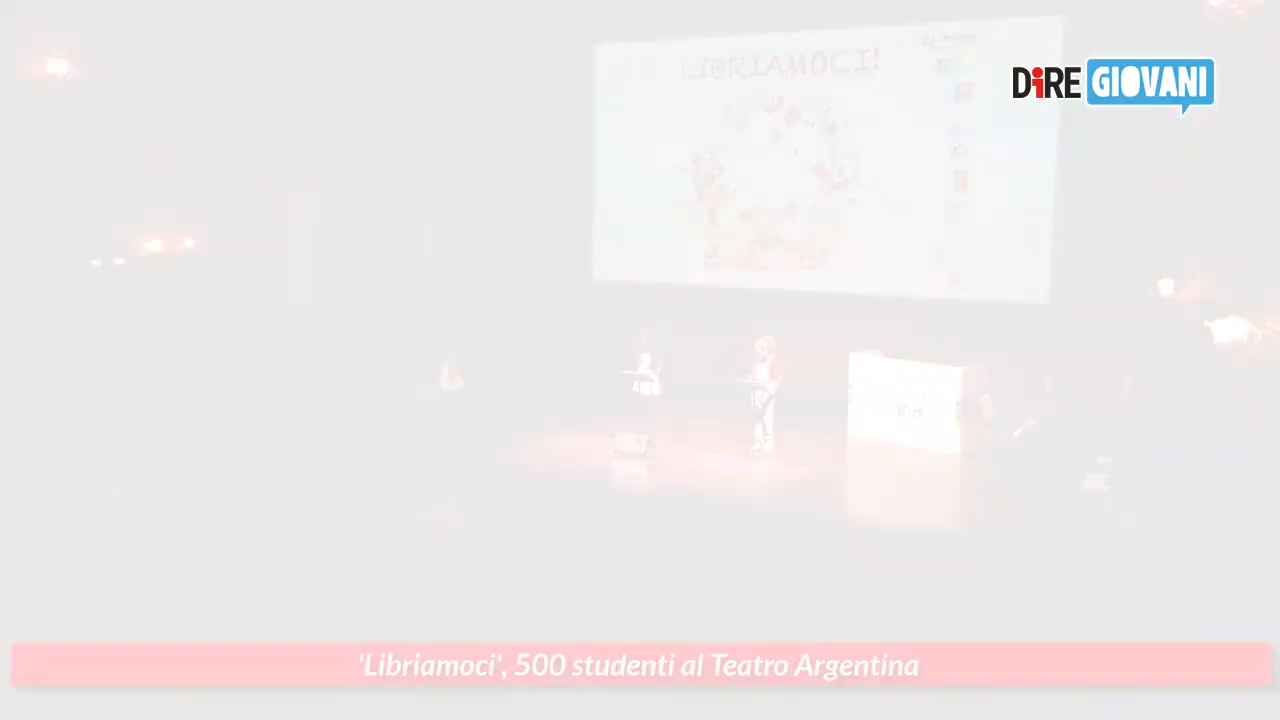 LIBRIAMOCI!
DiRE GIOVANI
'Libriamoci', 500 studenti al Teatro Argentina